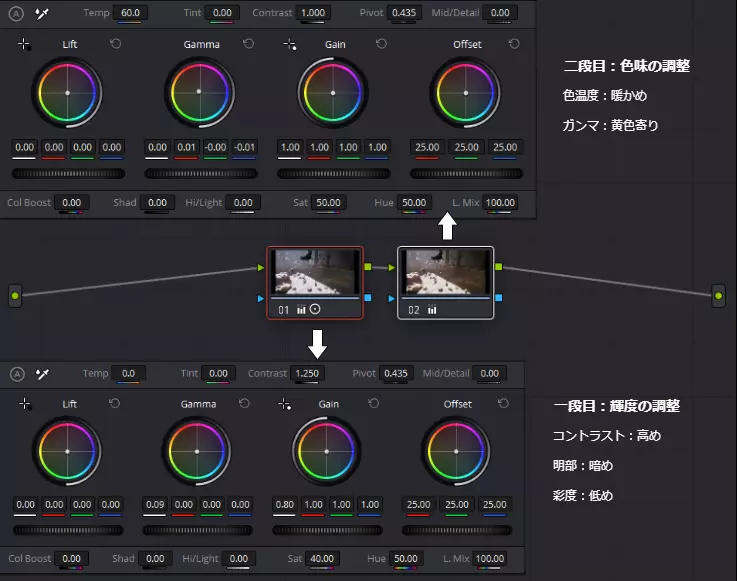 Temp 60.0 Tint 0.00 Contrast 1.000 Pivot 0.435 Mid/Detail 0.00
Lift Gamma Gain Offset
0.00 0.00 0.00 0.00 0.00 0.01 -0.00 -0.01 1.00 1.00 1.00 1.00 25.00 25.00 25.00
Col Boost 0.00 Shad 0.00 Hi/Light 0.00 Sat 50.00 Hue 50.00 L. Mix 100.00
二段目：色味の調整
色温度：暖かめ
ガンマ：黄色寄り
01
02
Temp 0.0 Tint 0.00 Contrast 1.250 Pivot 0.435 Mid/Detail 0.00
Lift Gamma Gain Offset
0.00 0.00 0.00 0.00 0.09 0.00 0.00 0.00 0.80 1.00 1.00 1.00 25.00 25.00 25.00
Col Boost 0.00 Shad 0.00 Hi/Light 0.00 Sat 40.00 Hue 50.00 L. Mix 100.00
一段目：輝度の調整
コントラスト：高め
明部：暗め
彩度：低め